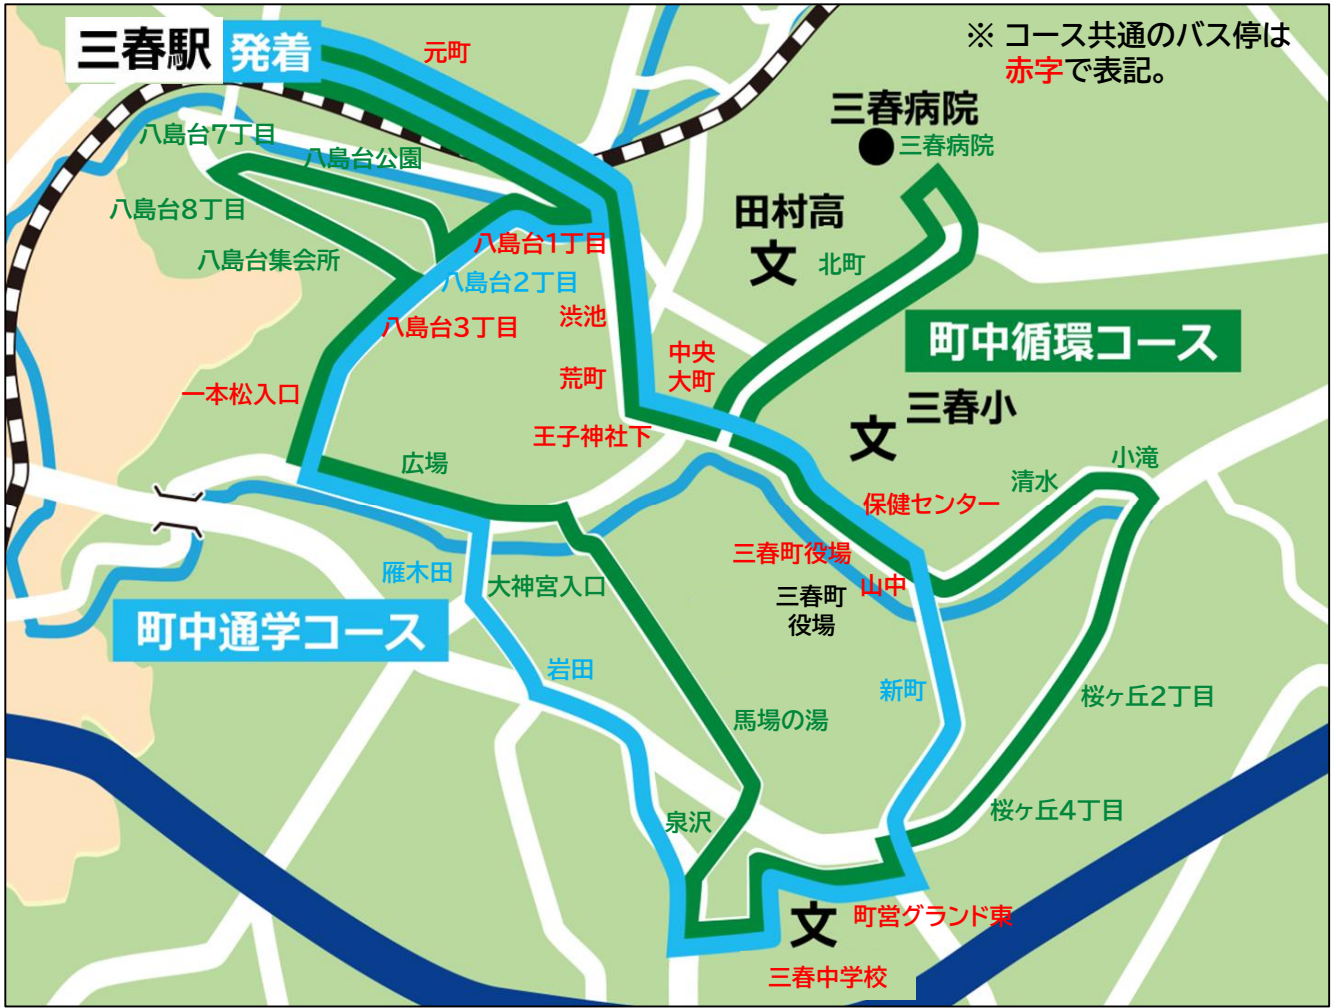 三春駅 発着
元町
※ コース共通のバス停は
赤字で表記。
三春病院
三春病院
八島台7丁目
八島台公園
八島台8丁目
八島台集会所
田村高
文
北町
八島台1丁目
八島台2丁目
八島台3丁目
渋池
町中循環コース
中央
大町
荒町
一本松入口
王子神社下
三春小
文
広場
小滝
清水
保健センター
三春町役場
山中
三春町
役場
雁木田
大神宮入口
町中通学コース
岩田
新町
桜ヶ丘2丁目
馬場の湯
桜ヶ丘4丁目
泉沢
文
町営グランド東
三春中学校